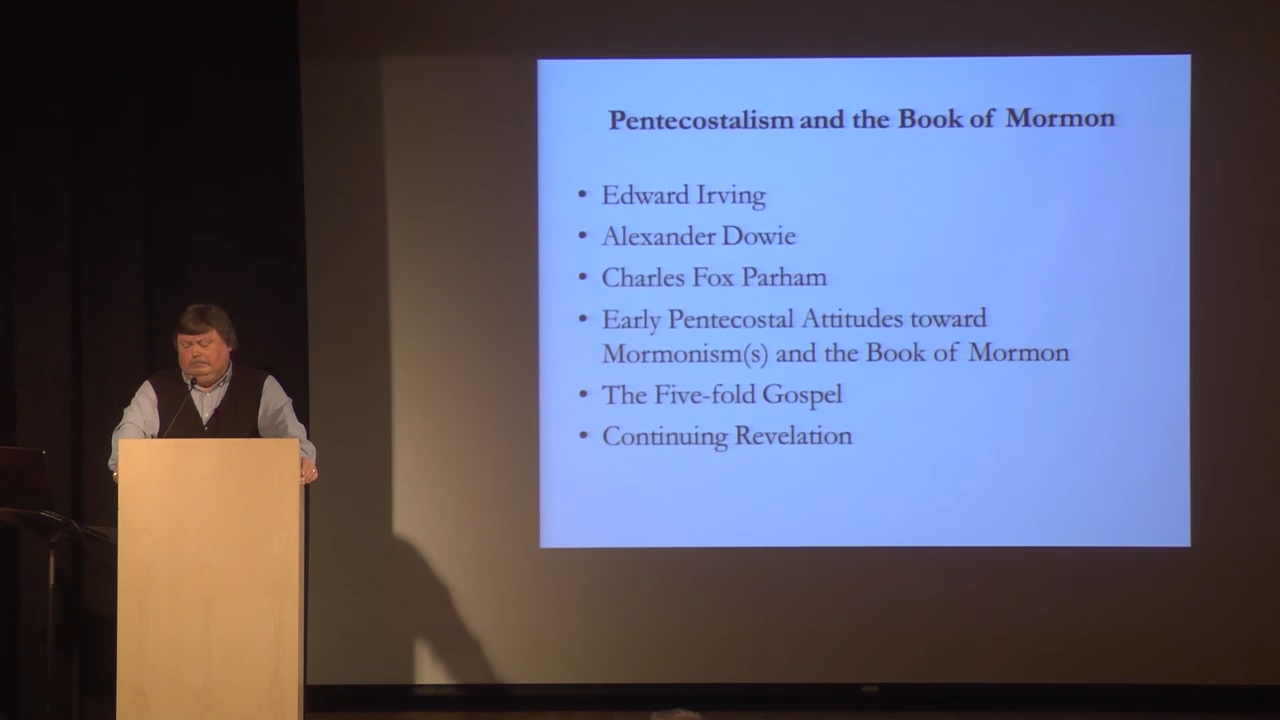 Pentecostalism and the Book of Mormon
• Edward Irving
• Alexander Dowie
• Charles Fox Parham
• Early Pentecostal Attitudes toward
Mormonism(s) and the Book of Mormon
• The Five-fold Gospel
• Continuing Revelation